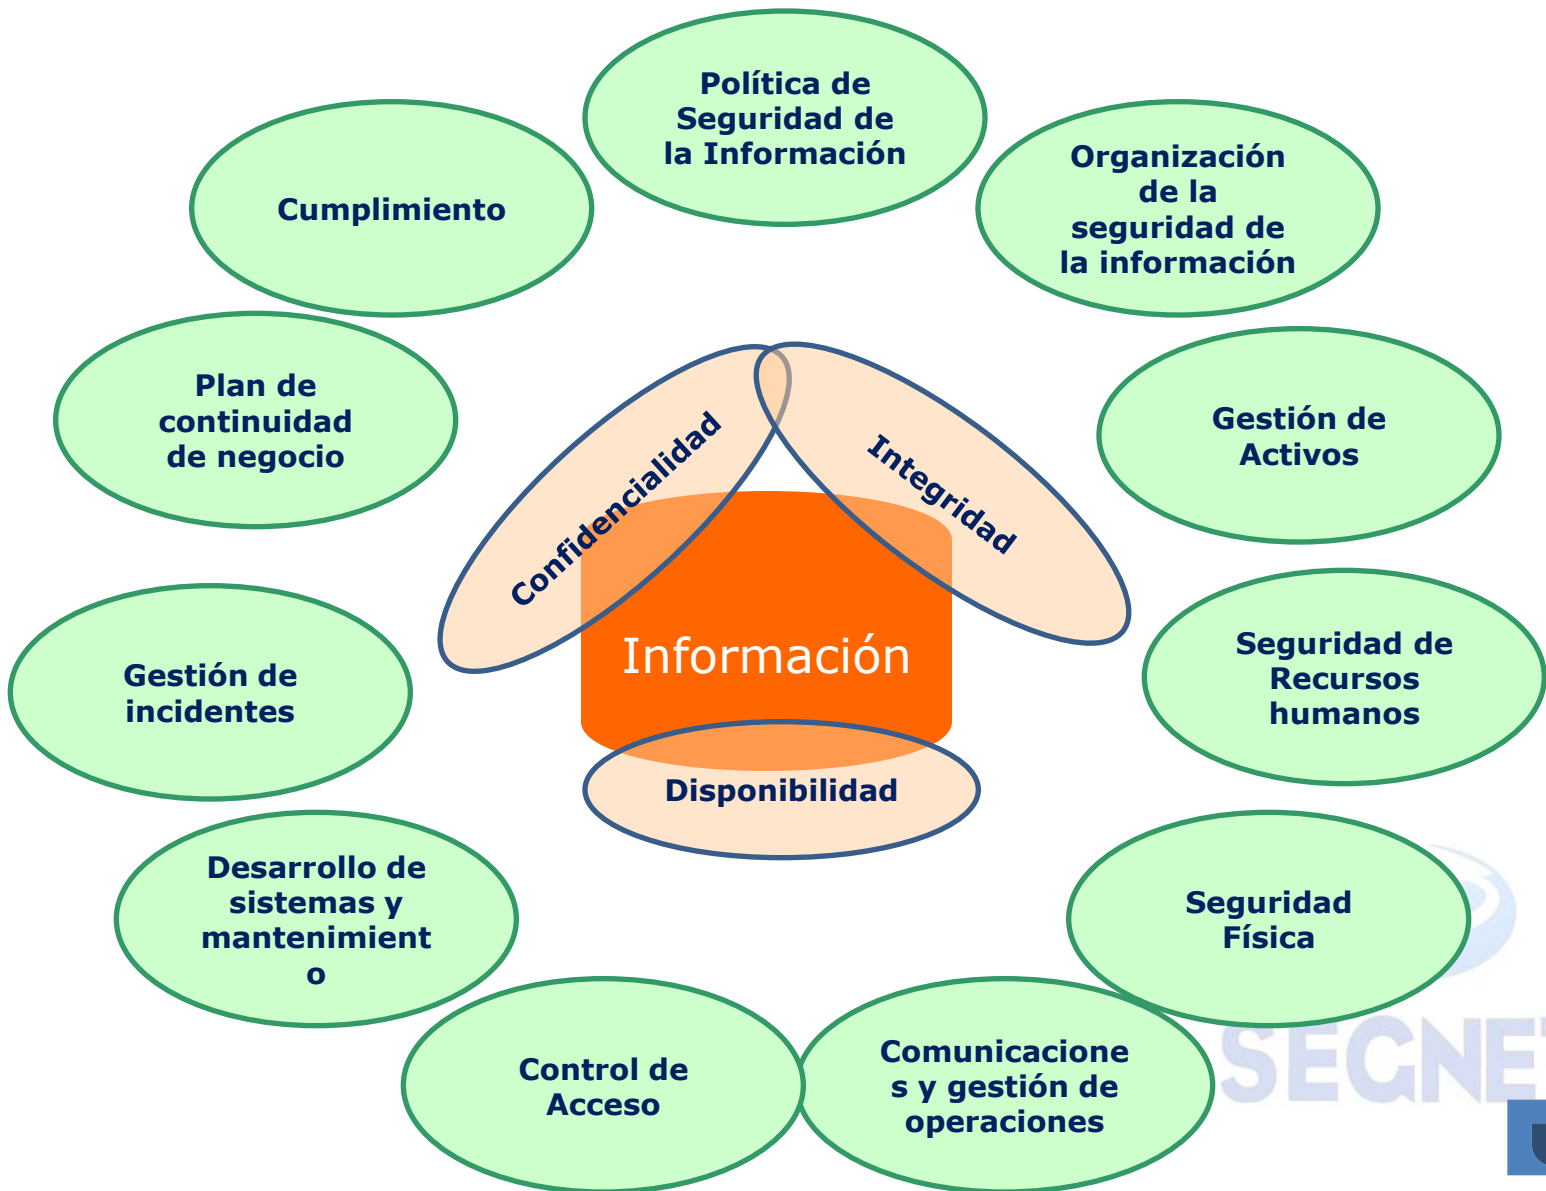 Política de
Seguridad de
la Información
Organización
de la
seguridad de
la información
Cumplimiento
Plan de
continuidad
de negocio
Gestión de
Activos
Confidencialidad
Integridad
Información
Disponibilidad
Seguridad de
Recursos
humanos
Gestión de
incidentes
Desarrollo de
sistemas y
mantenimient
o
Seguridad
Física
Control de
Acceso
Comunicacione
s y gestión de
operaciones
SEGNET